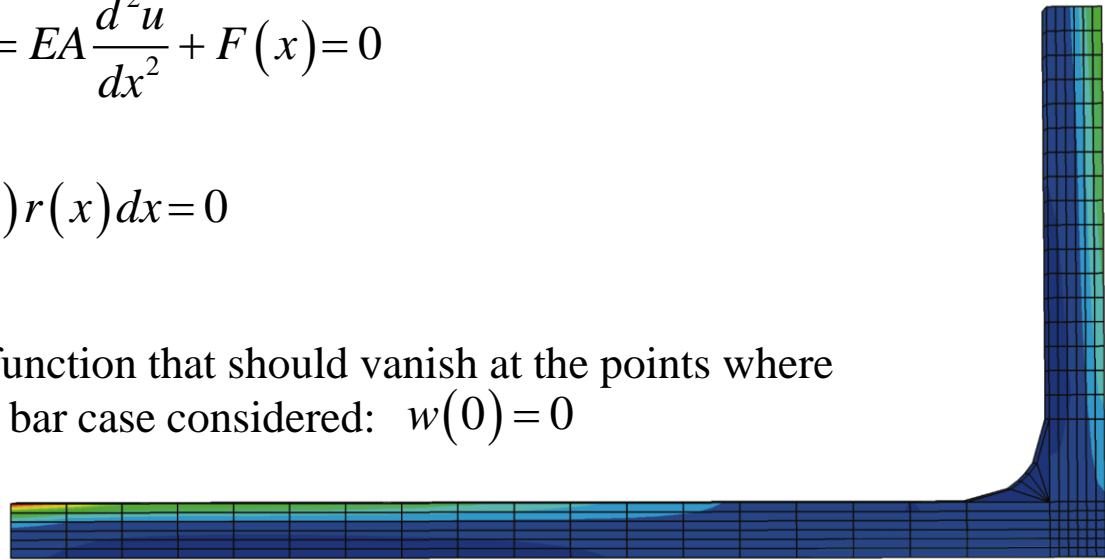 = EA d²u/dx² + F(x) = 0
)r(x)dx = 0
function that should vanish at the points where
bar case considered: w(0) = 0